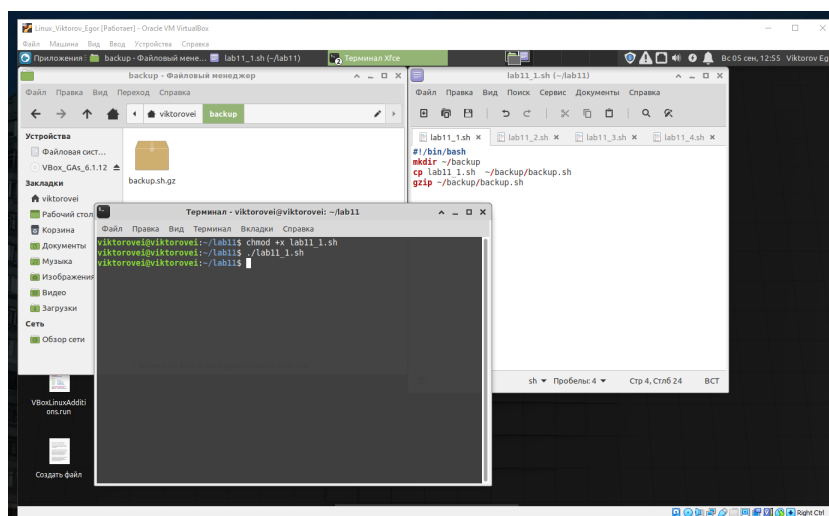 Linux_Viktorov_Egor [Работает] - Oracle VM VirtualBox
Файл Машина Вид Ввод Устройства Справка
Приложения backup - Файловый мене... lab11_1.sh (~/lab11) Терминал Xfce Вс 05 сен, 12:55 Viktorov Eg
backup - Файловый менеджер
Файл Правка Вид Переход Справка
viktorovei backup
Устройства
Файловая сист...
VBox_GAs_6.1.12
Закладки
viktorovei
Рабочий стол
Корзина
Документы
Музыка
Изображения
Видео
Загрузки
Сеть
Обзор сети
backup.sh.gz
lab11_1.sh (~/lab11)
Файл Правка Вид Поиск Сервис Документы Справка
lab11_1.sh lab11_2.sh lab11_3.sh lab11_4.sh
#!/bin/bash
mkdir ~/backup
cp lab11_1.sh ~/backup/backup.sh
gzip ~/backup/backup.sh
sh Пробелы: 4 Стр 4, Стлб 24 ВСТ
Терминал - viktorovei@viktorovei: ~/lab11
Файл Правка Вид Терминал Вкладки Справка
viktorovei@viktorovei:~/lab11$ chmod +x lab11_1.sh
viktorovei@viktorovei:~/lab11$ ./lab11_1.sh
viktorovei@viktorovei:~/lab11$
VBoxLinuxAdditi
ons.run
Создать файл
Right Ctrl